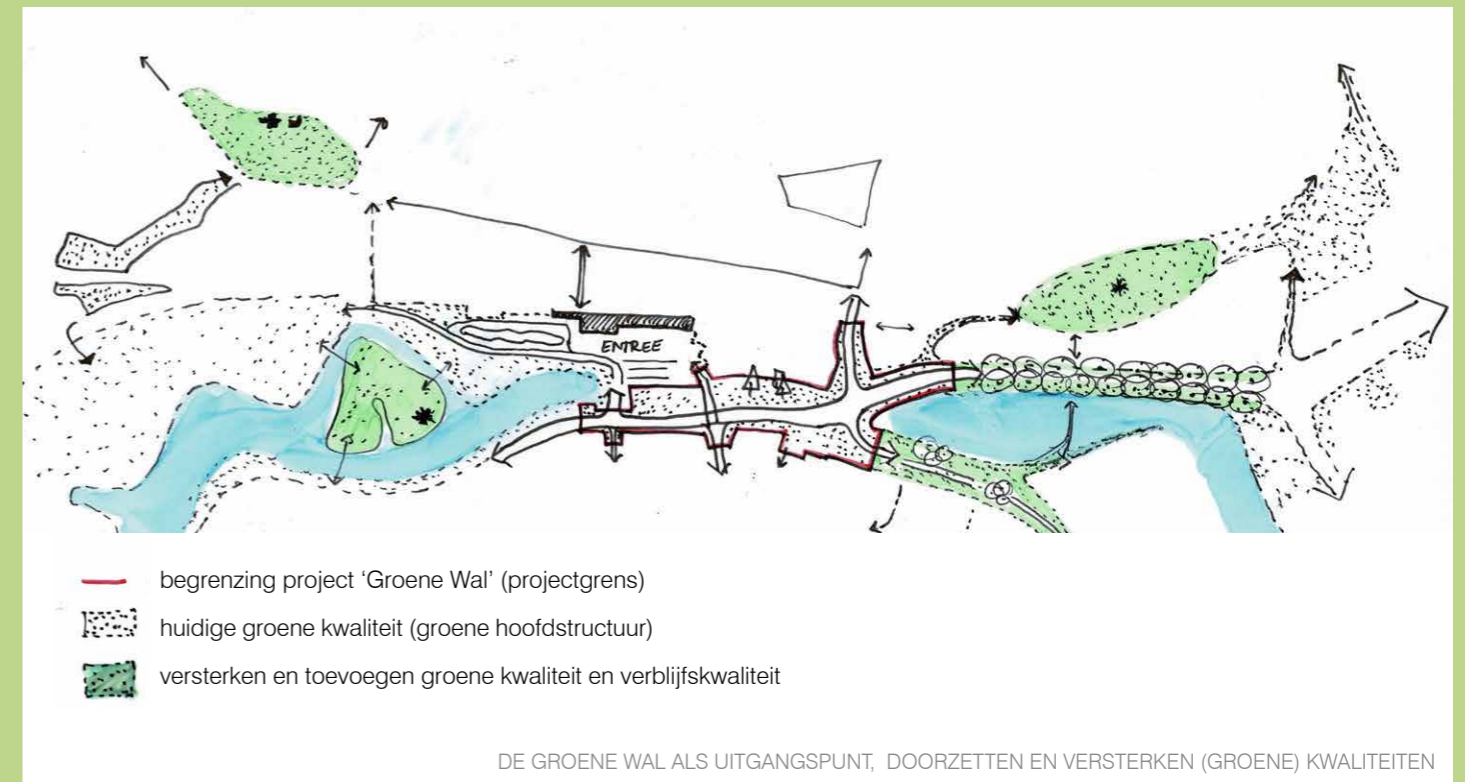 ENTREE
begrenzing project ‘Groene Wal’ (projectgrens)
huidige groene kwaliteit (groene hoofdstructuur)
versterken en toevoegen groene kwaliteit en verblijfskwaliteit
DE GROENE WAL ALS UITGANGSPUNT, DOORZETTEN EN VERSTERKEN (GROENE) KWALITEITEN